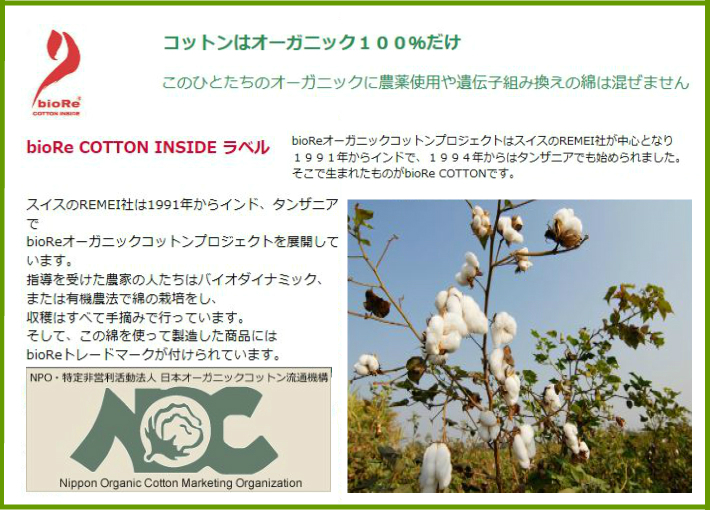 コットンはオーガニック１００％だけ
このひとたちのオーガニックに農薬使用や遺伝子組み換えの綿は混ぜません
bioRe®
COTTON INSIDE
bioRe COTTON INSIDE ラベル
bioReオーガニックコットンプロジェクトはスイスのREMEI社が中心となり
１９９１年からインドで、１９９４年からはタンザニアでも始められました。
そこで生まれたものがbioRe COTTONです。
スイスのREMEI社は1991年からインド、タンザニア
で
bioReオーガニックコットンプロジェクトを展開して
います。
指導を受けた農家の人たちはバイオダイナミック、
または有機農法で綿の栽培をし、
収穫はすべて手摘みで行っています。
そして、この綿を使って製造した商品には
bioReトレードマークが付けられています。
NPO・特定非営利活動法人 日本オーガニックコットン流通機構
NOC
Nippon Organic Cotton Marketing Organization